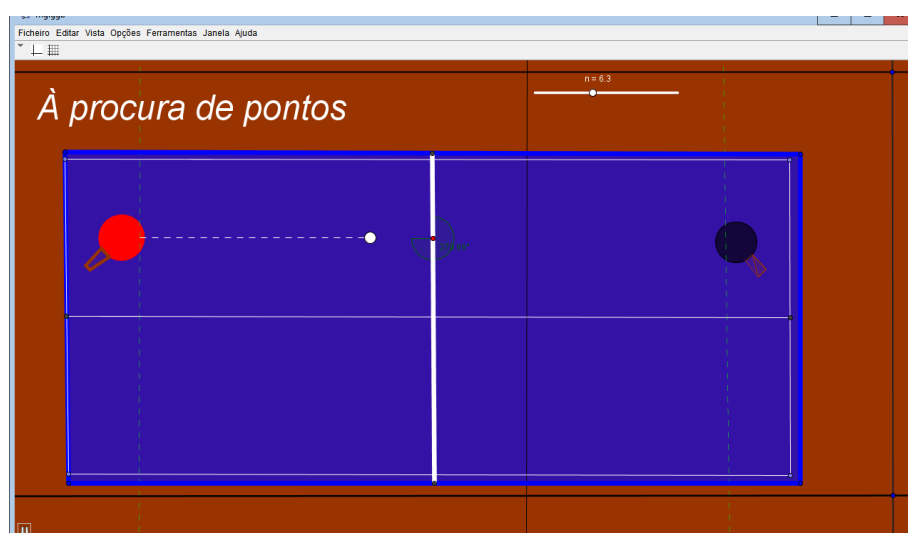 Ficheiro Editar Vista Opções Ferramentas Janela Ajuda
n = 6.3
À procura de pontos